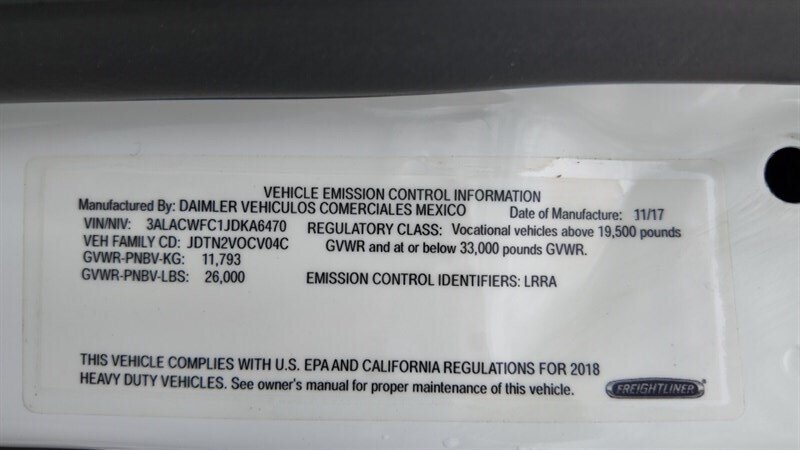 VEHICLE EMISSION CONTROL INFORMATION
Manufactured By: DAIMLER VEHICULOS COMERCIALES MEXICO Date of Manufacture: 11/17
VIN/NIV: 3ALACWFC1JDKA6470 REGULATORY CLASS: Vocational vehicles above 19,500 pounds
VEH FAMILY CD: JDTN2VOCV04C GVWR and at or below 33,000 pounds GVWR.
GVWR-PNBV-KG: 11,793
GVWR-PNBV-LBS: 26,000 EMISSION CONTROL IDENTIFIERS: LRRA
THIS VEHICLE COMPLIES WITH U.S. EPA AND CALIFORNIA REGULATIONS FOR 2018
HEAVY DUTY VEHICLES. See owner's manual for proper maintenance of this vehicle. FREIGHTLINER